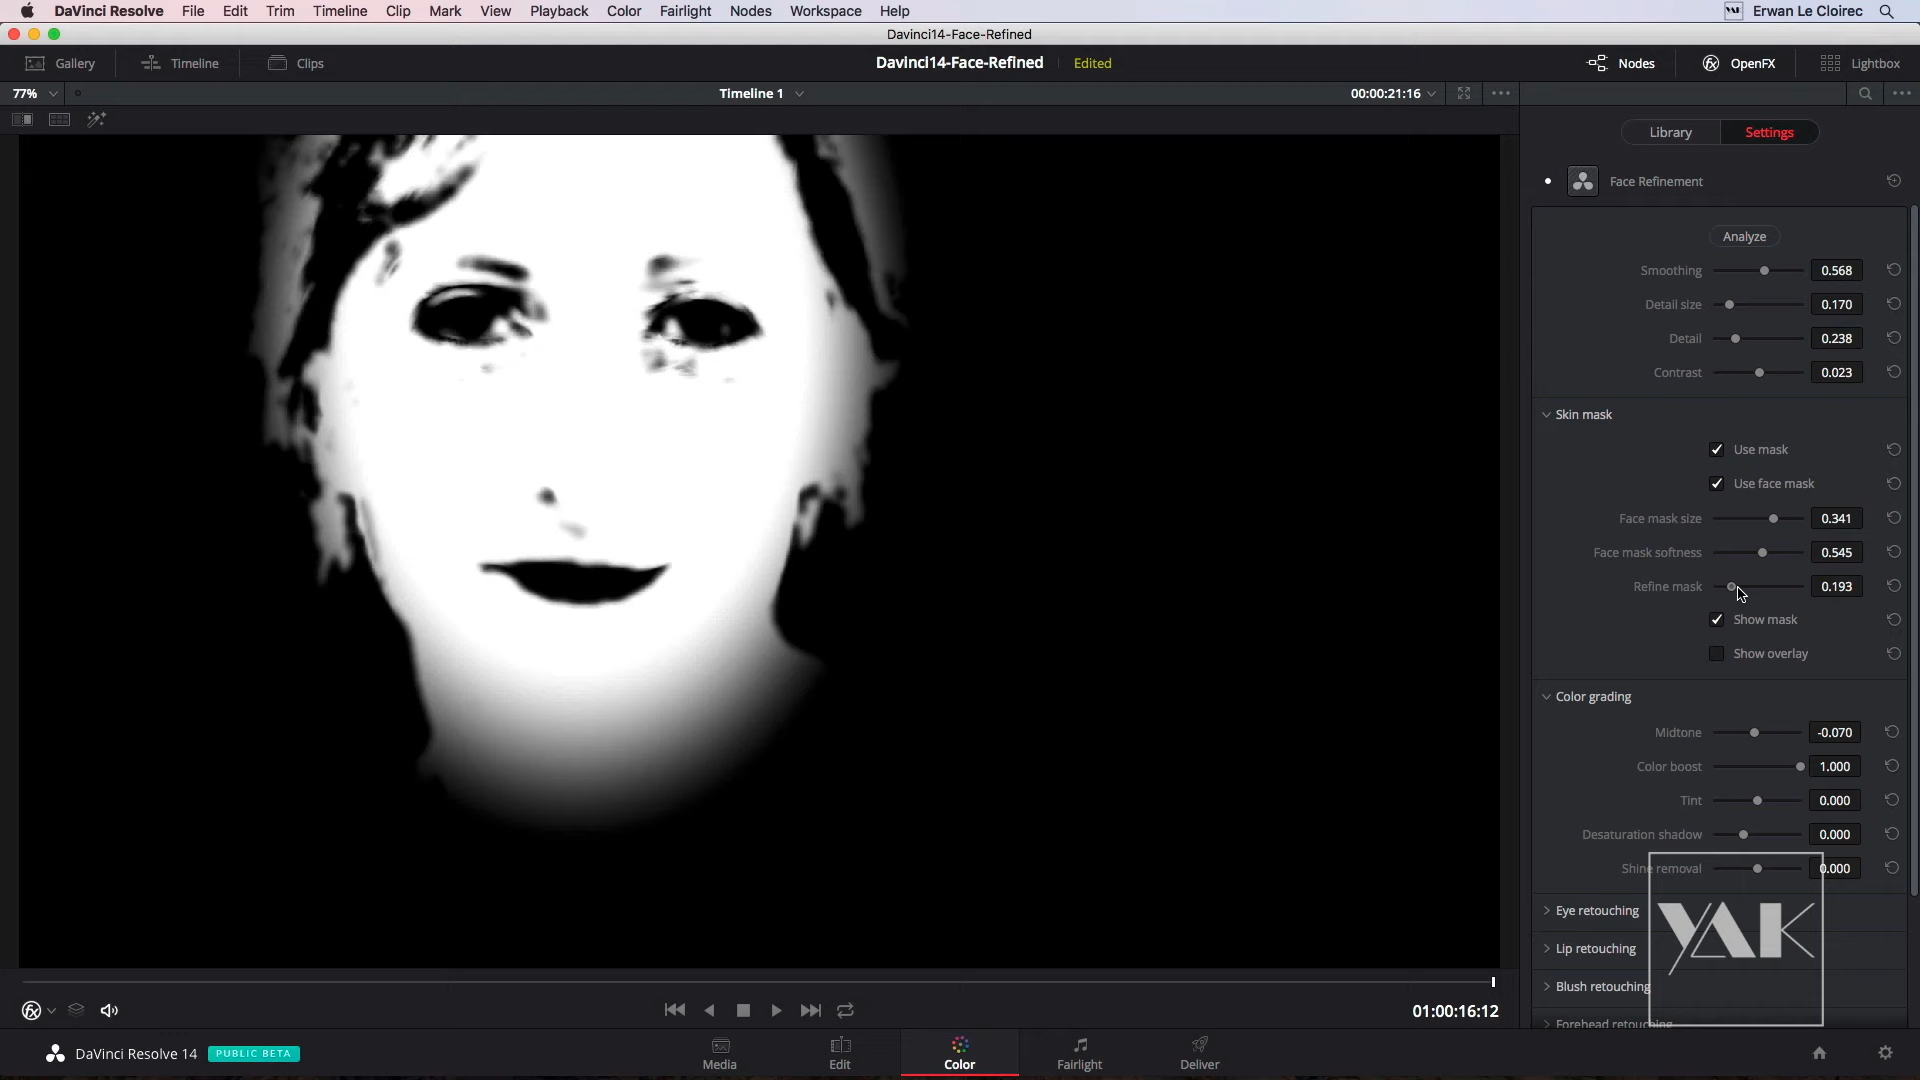 DaVinci Resolve File Edit Trim Timeline Clip Mark View Playback Color Fairlight Nodes Workspace Help YAK Erwan Le Cloirec
Davinci14-Face-Refined
Gallery Timeline Clips Davinci14-Face-Refined Edited Nodes OpenFX Lightbox
77% Timeline 1 00:00:21:16
Library Settings
Face Refinement
Analyze
Smoothing 0.568
Detail size 0.170
Detail 0.238
Contrast 0.023
Skin mask
Use mask
Use face mask
Face mask size 0.341
Face mask softness 0.545
Refine mask 0.193
Show mask
Show overlay
Color grading
Midtone -0.070
Color boost 1.000
Tint 0.000
Desaturation shadow 0.000
Shine removal 0.000
Eye retouching
Lip retouching
Blush retouching
Forehead retouching
YAK
fx 01:00:16:12
DaVinci Resolve 14 PUBLIC BETA Media Edit Color Fairlight Deliver